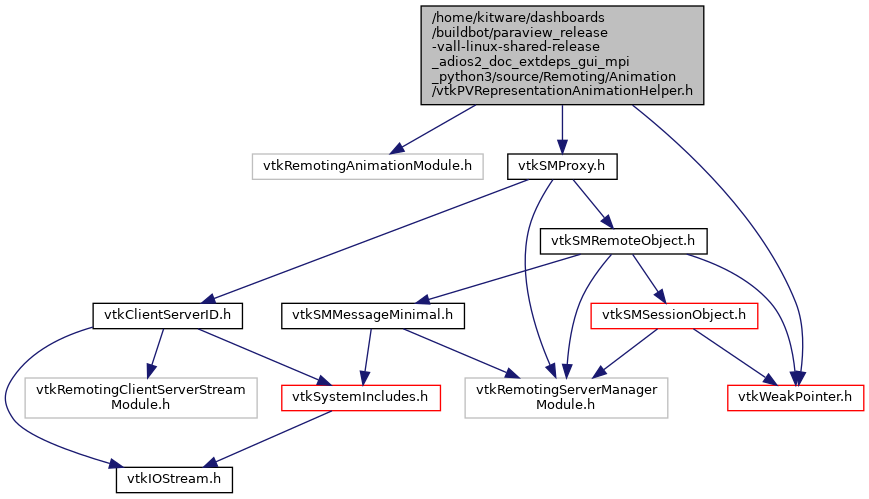 /home/kitware/dashboards
/buildbot/paraview_release
-vall-linux-shared-release
_adios2_doc_extdeps_gui_mpi
_python3/source/Remoting/Animation
/vtkPVRepresentationAnimationHelper.h
vtkRemotingAnimationModule.h
vtkSMProxy.h
vtkSMRemoteObject.h
vtkClientServerID.h
vtkSMMessageMinimal.h
vtkSMSessionObject.h
vtkRemotingClientServerStream
Module.h
vtkSystemIncludes.h
vtkRemotingServerManager
Module.h
vtkWeakPointer.h
vtkIOStream.h